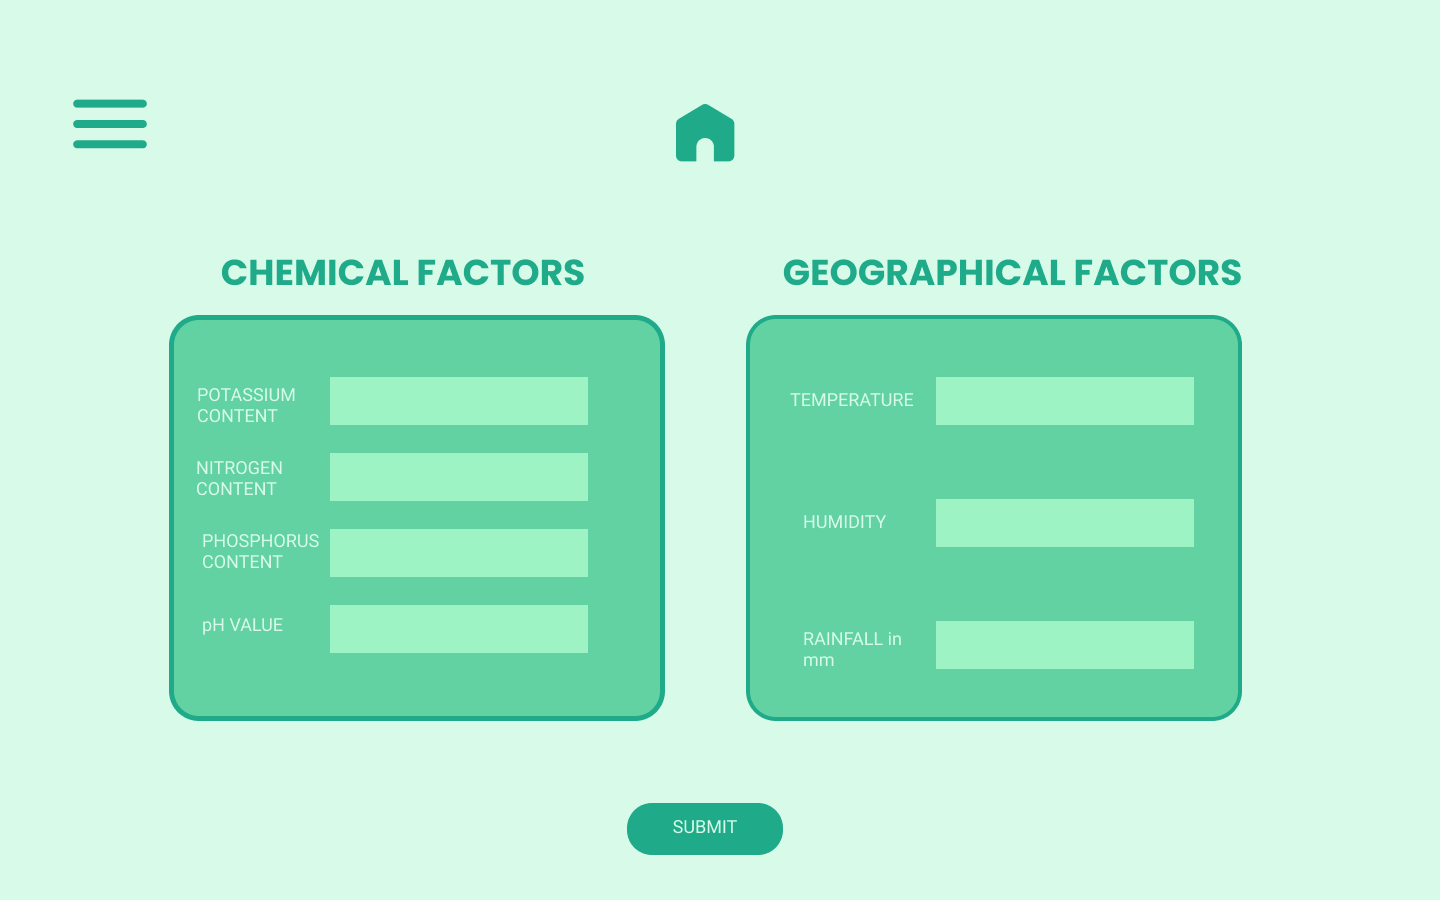 CHEMICAL FACTORS
POTASSIUM
CONTENT
NITROGEN
CONTENT
PHOSPHORUS
CONTENT
pH VALUE
GEOGRAPHICAL FACTORS
TEMPERATURE
HUMIDITY
RAINFALL in
mm
SUBMIT